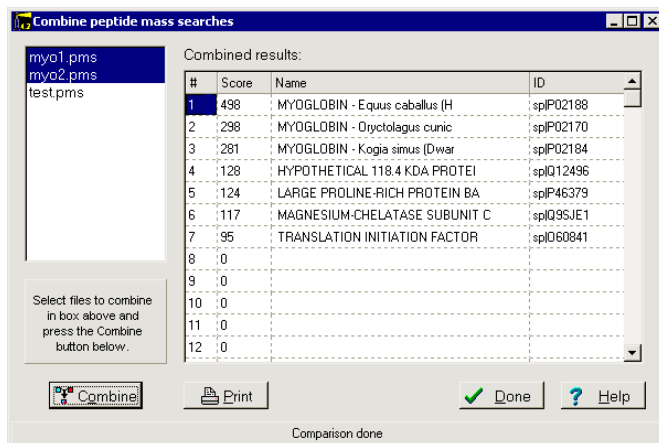 Combine peptide mass searches
myo1.pms
myo2.pms
test.pms
Combined results:
# Score Name ID
1 498 MYOGLOBIN - Equus caballus (H sp|P02188
2 298 MYOGLOBIN - Oryctolagus cunic sp|P02170
3 281 MYOGLOBIN - Kogia simus (Dwar sp|P02184
4 128 HYPOTHETICAL 118.4 KDA PROTEI sp|Q12496
5 124 LARGE PROLINE-RICH PROTEIN BA sp|P46379
6 117 MAGNESIUM-CHELATASE SUBUNIT C sp|Q9SJE1
7 95 TRANSLATION INITIATION FACTOR sp|O60841
8 0
9 0
10 0
11 0
12 0
Select files to combine
in box above and
press the Combine
button below.
Combine Print Done Help
Comparison done